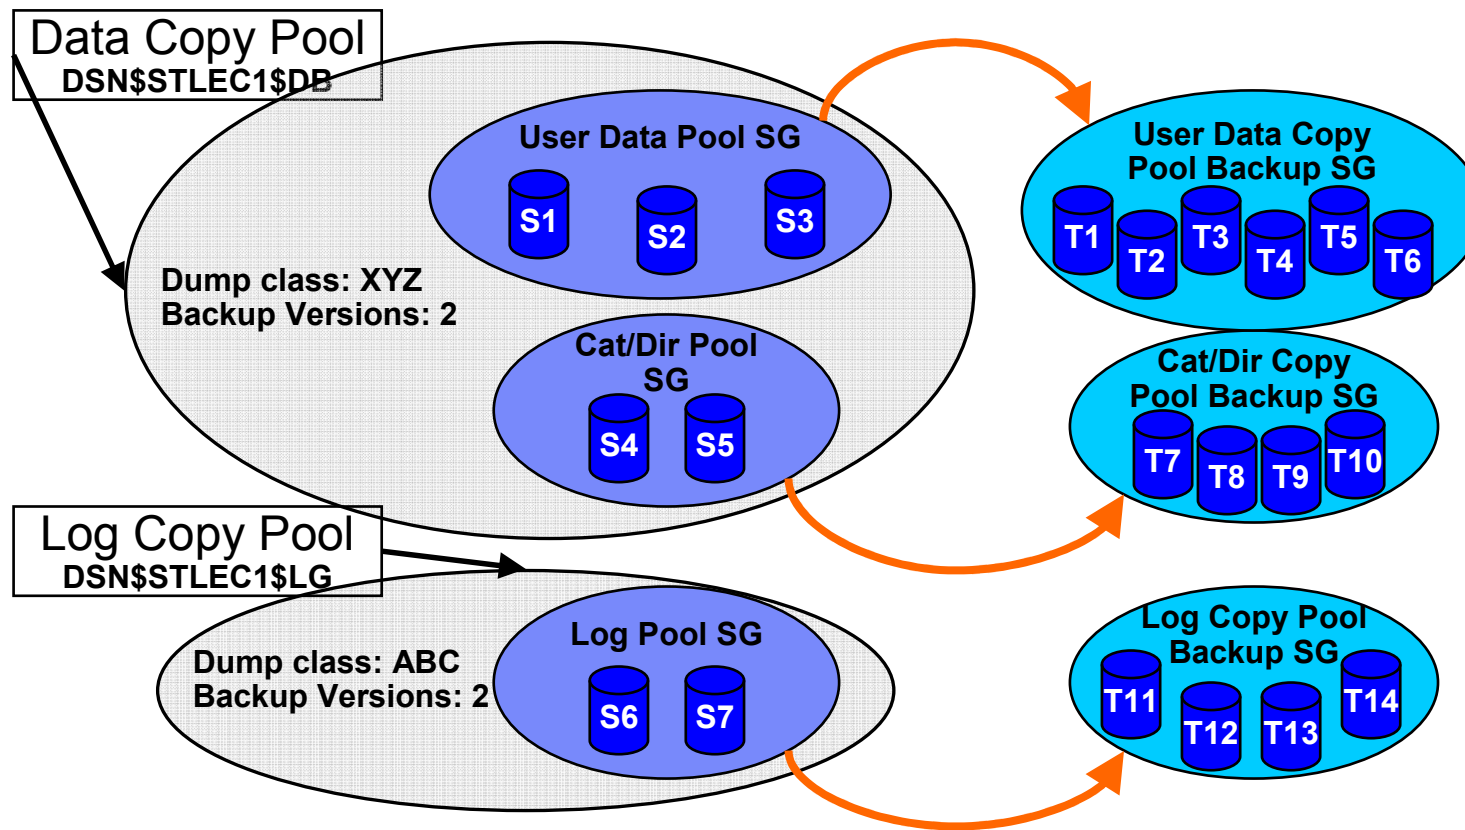 Data Copy Pool
DSN$STLEC1$DB
User Data Pool SG
S1
S2
S3
Dump class: XYZ
Backup Versions: 2
Cat/Dir Pool
SG
S4
S5
User Data Copy
Pool Backup SG
T1
T2
T3
T4
T5
T6
Cat/Dir Copy
Pool Backup SG
T7
T8
T9
T10
Log Copy Pool
DSN$STLEC1$LG
Log Pool SG
Dump class: ABC
Backup Versions: 2
S6
S7
Log Copy Pool
Backup SG
T11
T12
T13
T14